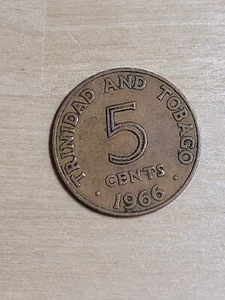 TRINIDAD AND TOBAGO
5
CENTS
1966